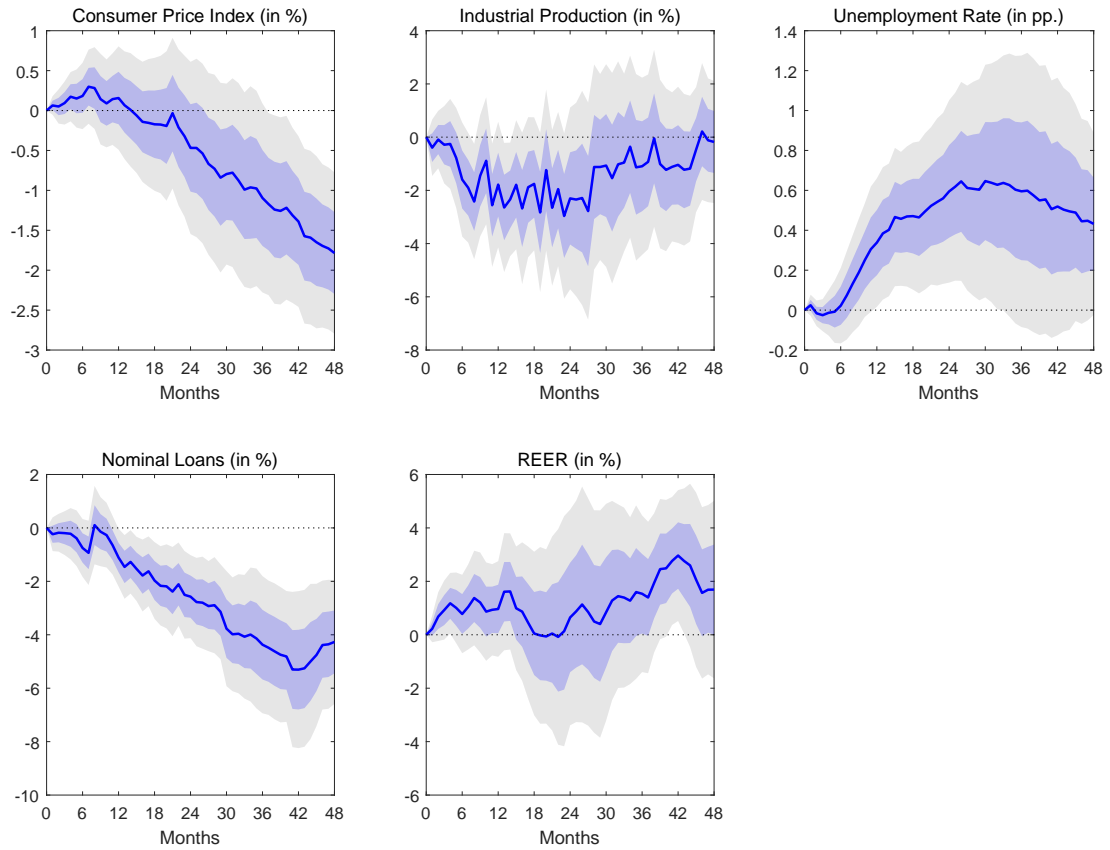 Consumer Price Index (in %)
1
0.5
0
-0.5
-1
-1.5
-2
-2.5
-3
0 6 12 18 24 30 36 42 48
Months
Industrial Production (in %)
6
4
2
0
-2
-4
-6
-8
0 6 12 18 24 30 36 42 48
Months
Unemployment Rate (in pp.)
1.4
1.2
1
0.8
0.6
0.4
0.2
0
-0.2
0 6 12 18 24 30 36 42 48
Months
Nominal Loans (in %)
2
0
-2
-4
-6
-8
-10
0 6 12 18 24 30 36 42 48
Months
REER (in %)
6
4
2
0
-2
-4
-6
0 6 12 18 24 30 36 42 48
Months